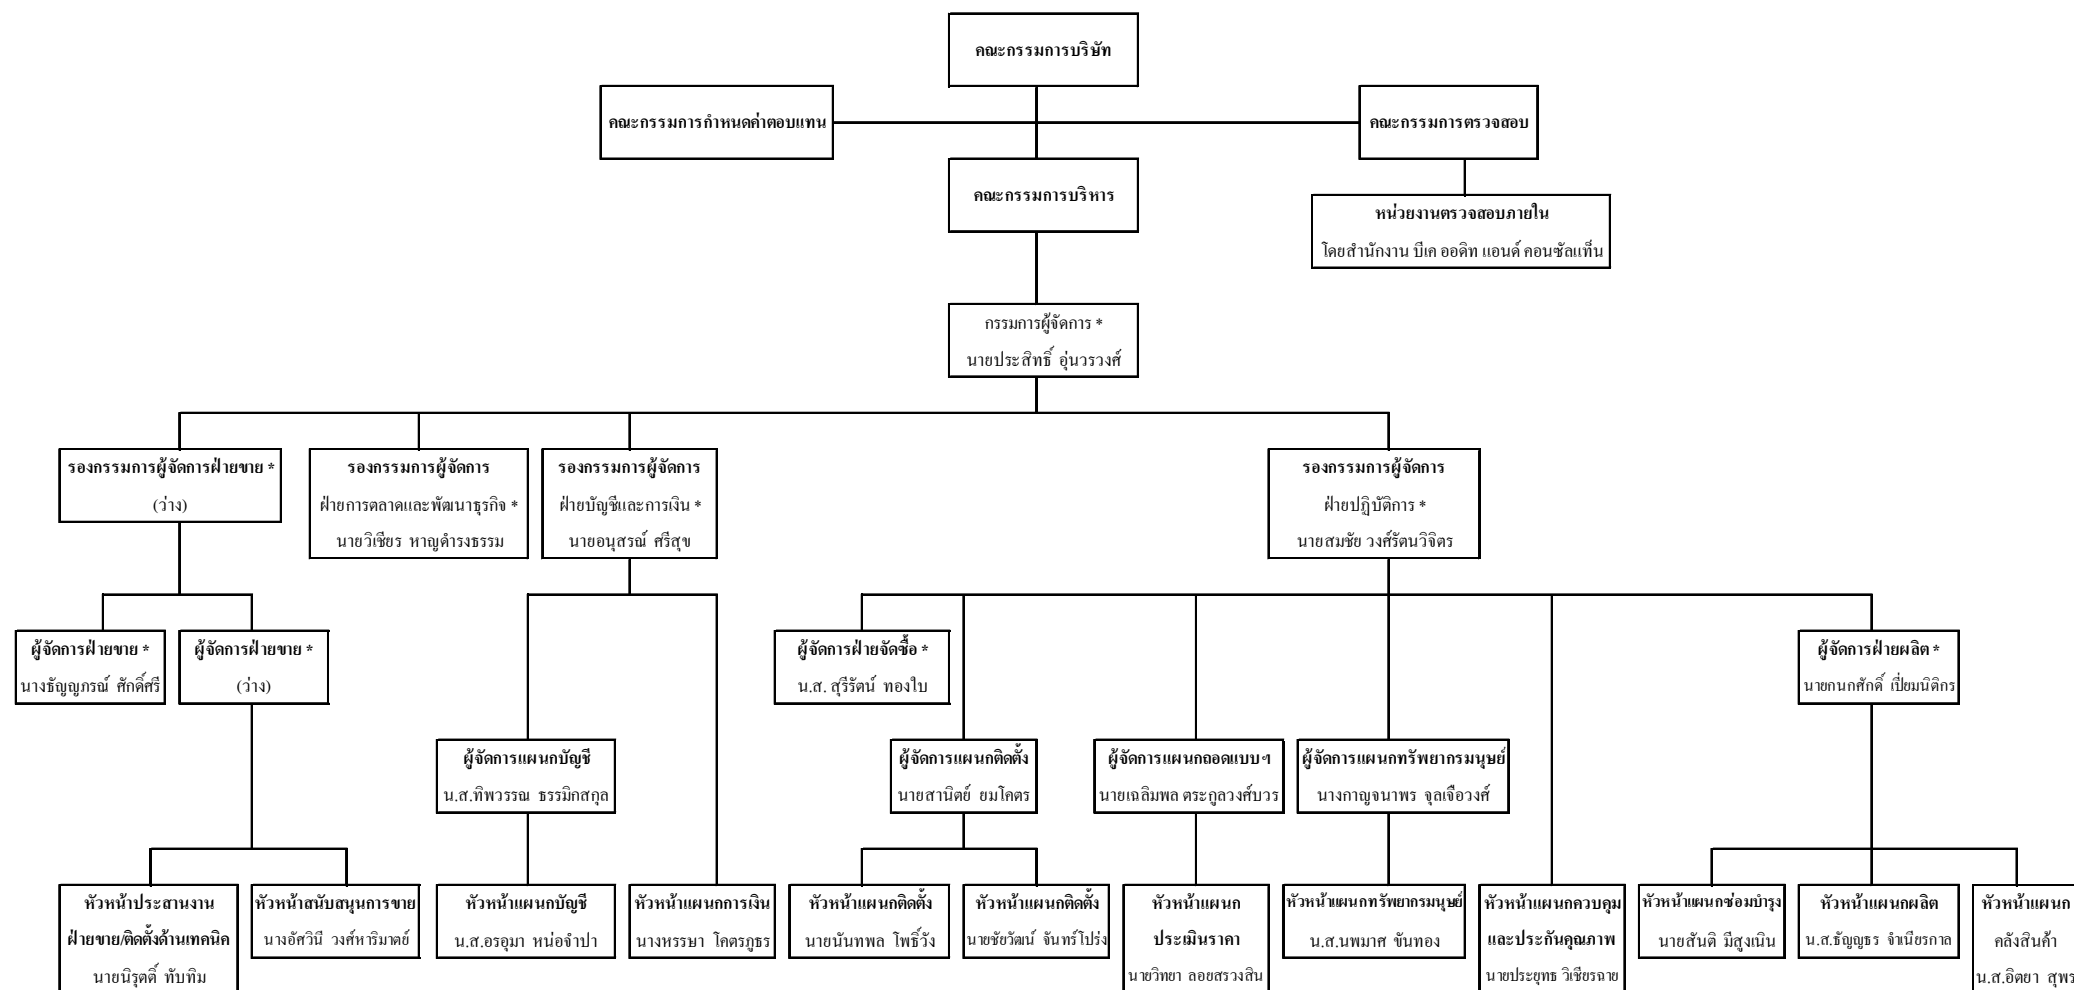 คณะกรรมการบริษัท
คณะกรรมการกำหนดค่าตอบแทน
คณะกรรมการตรวจสอบ
คณะกรรมการบริหาร
หน่วยงานตรวจสอบภายใน
โดยสำนักงาน บีเค ออดิท แอนด์ คอนซัลแท็น
กรรมการผู้จัดการ *
นายประสิทธิ์ อุ่นวรวงศ์
รองกรรมการผู้จัดการฝ่ายขาย *
(ว่าง)
รองกรรมการผู้จัดการ
ฝ่ายการตลาดและพัฒนาธุรกิจ *
นายวิเชียร หาญดำรงธรรม
รองกรรมการผู้จัดการ
ฝ่ายบัญชีและการเงิน *
นายอนุสรณ์ ศรีสุข
รองกรรมการผู้จัดการ
ฝ่ายปฏิบัติการ *
นายสมชัย วงศ์รัตนวิจิตร
ผู้จัดการฝ่ายขาย *
นางธัญญภรณ์ ศักดิ์ศรี
ผู้จัดการฝ่ายขาย *
(ว่าง)
ผู้จัดการฝ่ายจัดซื้อ *
น.ส. สุรีรัตน์ ทองใบ
ผู้จัดการฝ่ายผลิต *
นายกนกศักดิ์ เปี่ยมนิติกร
ผู้จัดการแผนกบัญชี
น.ส.ทิพวรรณ ธรรมิกสกุล
ผู้จัดการแผนกติดตั้ง
นายสานิตย์ ยมโคตร
ผู้จัดการแผนกถอดแบบฯ
นายเฉลิมพล ตระกูลวงศ์บวร
ผู้จัดการแผนกทรัพยากรมนุษย์
นางกาญจนาพร จุลเจือวงศ์
หัวหน้าประสานงาน
ฝ่ายขาย/ติดตั้งด้านเทคนิค
นายนิรุตติ์ ทับทิม
หัวหน้าสนับสนุนการขาย
นางอัศวินี วงศ์หาริมาตย์
หัวหน้าแผนกบัญชี
น.ส.อรอุมา หน่อจำปา
หัวหน้าแผนกการเงิน
นางหรรษา โคตรภูธร
หัวหน้าแผนกติดตั้ง
นายนันทพล โพธิ์วัง
หัวหน้าแผนกติดตั้ง
นายชัยวัฒน์ จันทร์โปร่ง
หัวหน้าแผนก
ประเมินราคา
นายวิทยา ลอยสรวงสิน
หัวหน้าแผนกทรัพยากรมนุษย์
น.ส.นพมาศ ขันทอง
หัวหน้าแผนกควบคุม
และประกันคุณภาพ
นายประยุทธ วิเชียรฉาย
หัวหน้าแผนกซ่อมบำรุง
นายสันติ มีสูงเนิน
หัวหน้าแผนกผลิต
น.ส.ธัญญธร จำเนียรกาล
หัวหน้าแผนก
คลังสินค้า
น.ส.อิตยา สุพร